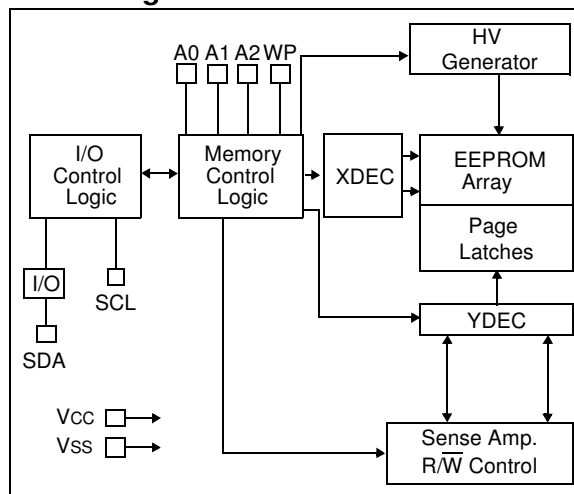 HV
Generator
A0 A1 A2 WP
I/O
Control
Logic
Memory
Control
Logic
XDEC
EEPROM
Array
Page
Latches
I/O
SCL
SDA
YDEC
VCC
VSS
Sense Amp.
R/W̅ Control